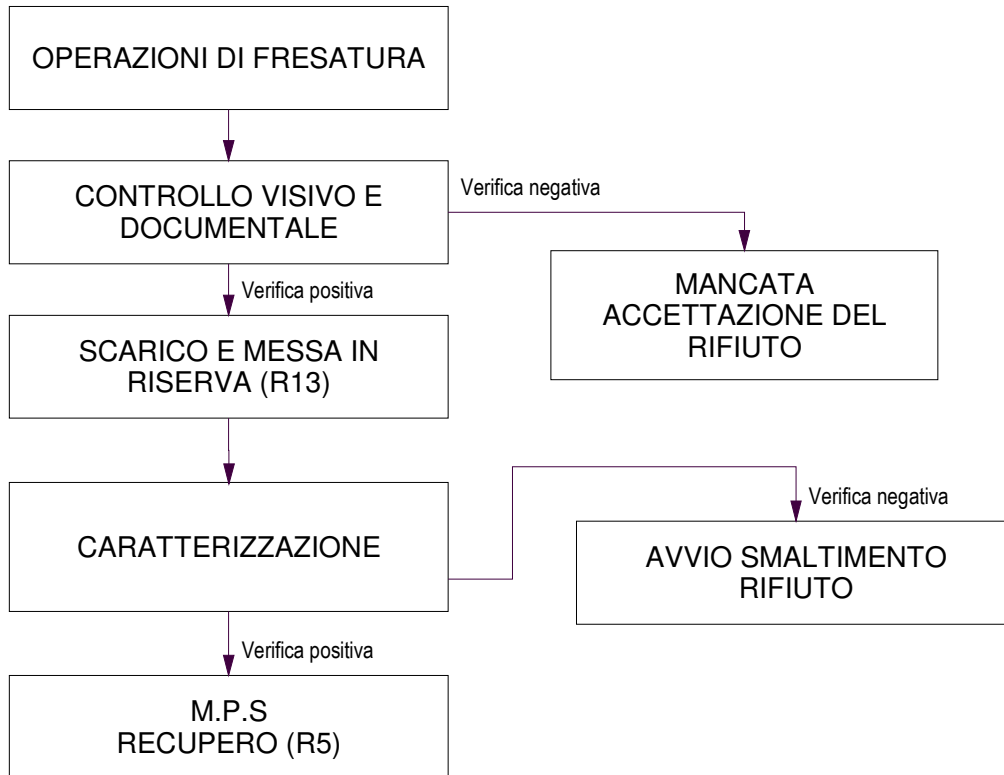 OPERAZIONI DI FRESATURA
CONTROLLO VISIVO E
DOCUMENTALE
Verifica negativa
MANCATA
ACCETTAZIONE DEL
RIFIUTO
Verifica positiva
SCARICO E MESSA IN
RISERVA (R13)
CARATTERIZZAZIONE
Verifica negativa
AVVIO SMALTIMENTO
RIFIUTO
Verifica positiva
M.P.S
RECUPERO (R5)